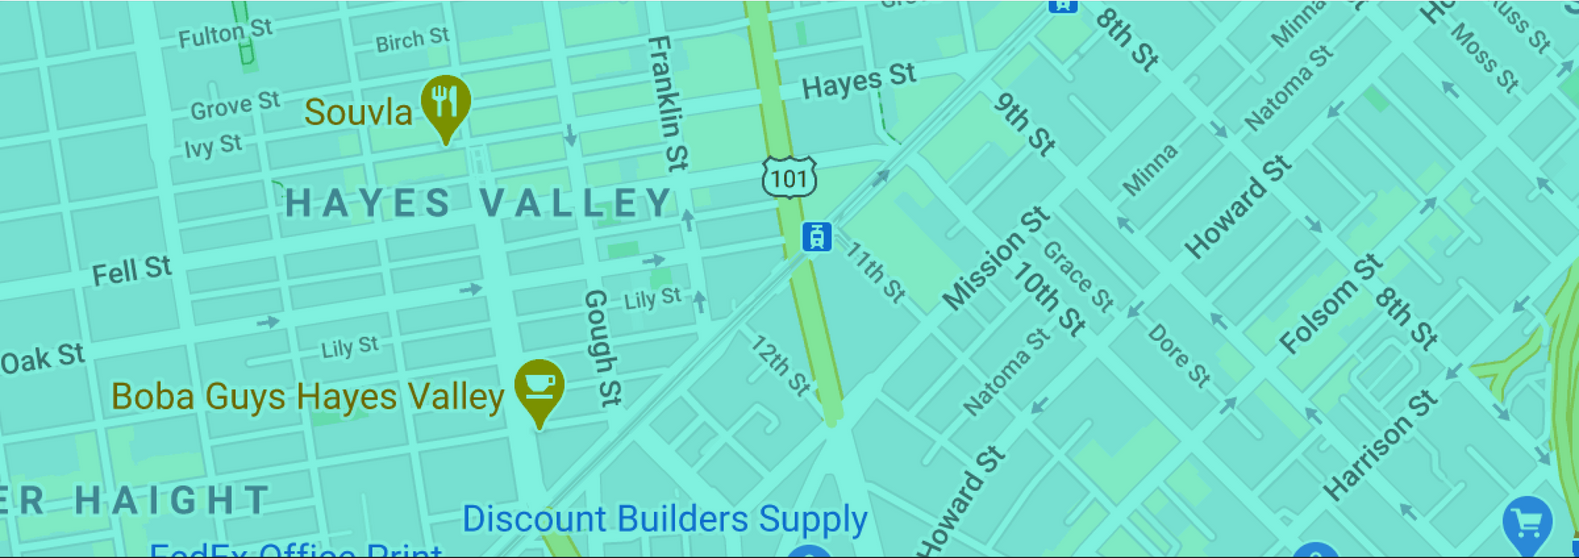 Fulton St
Birch St
Franklin St
Hayes St
8th St
Minna
Moss St
Natoma St
Grove St
Souvla
9th St
Ivy St
101
Minna
HAYES VALLEY
Howard St
Fell St
11th St
Mission St
Grace St
10th St
Folsom St
8th St
Gough St
Lily St
Oak St
Lily St
12th St
Natoma St
Dore St
Boba Guys Hayes Valley
Harrison St
ER HAIGHT
Howard St
Discount Builders Supply
FedEx Office Print